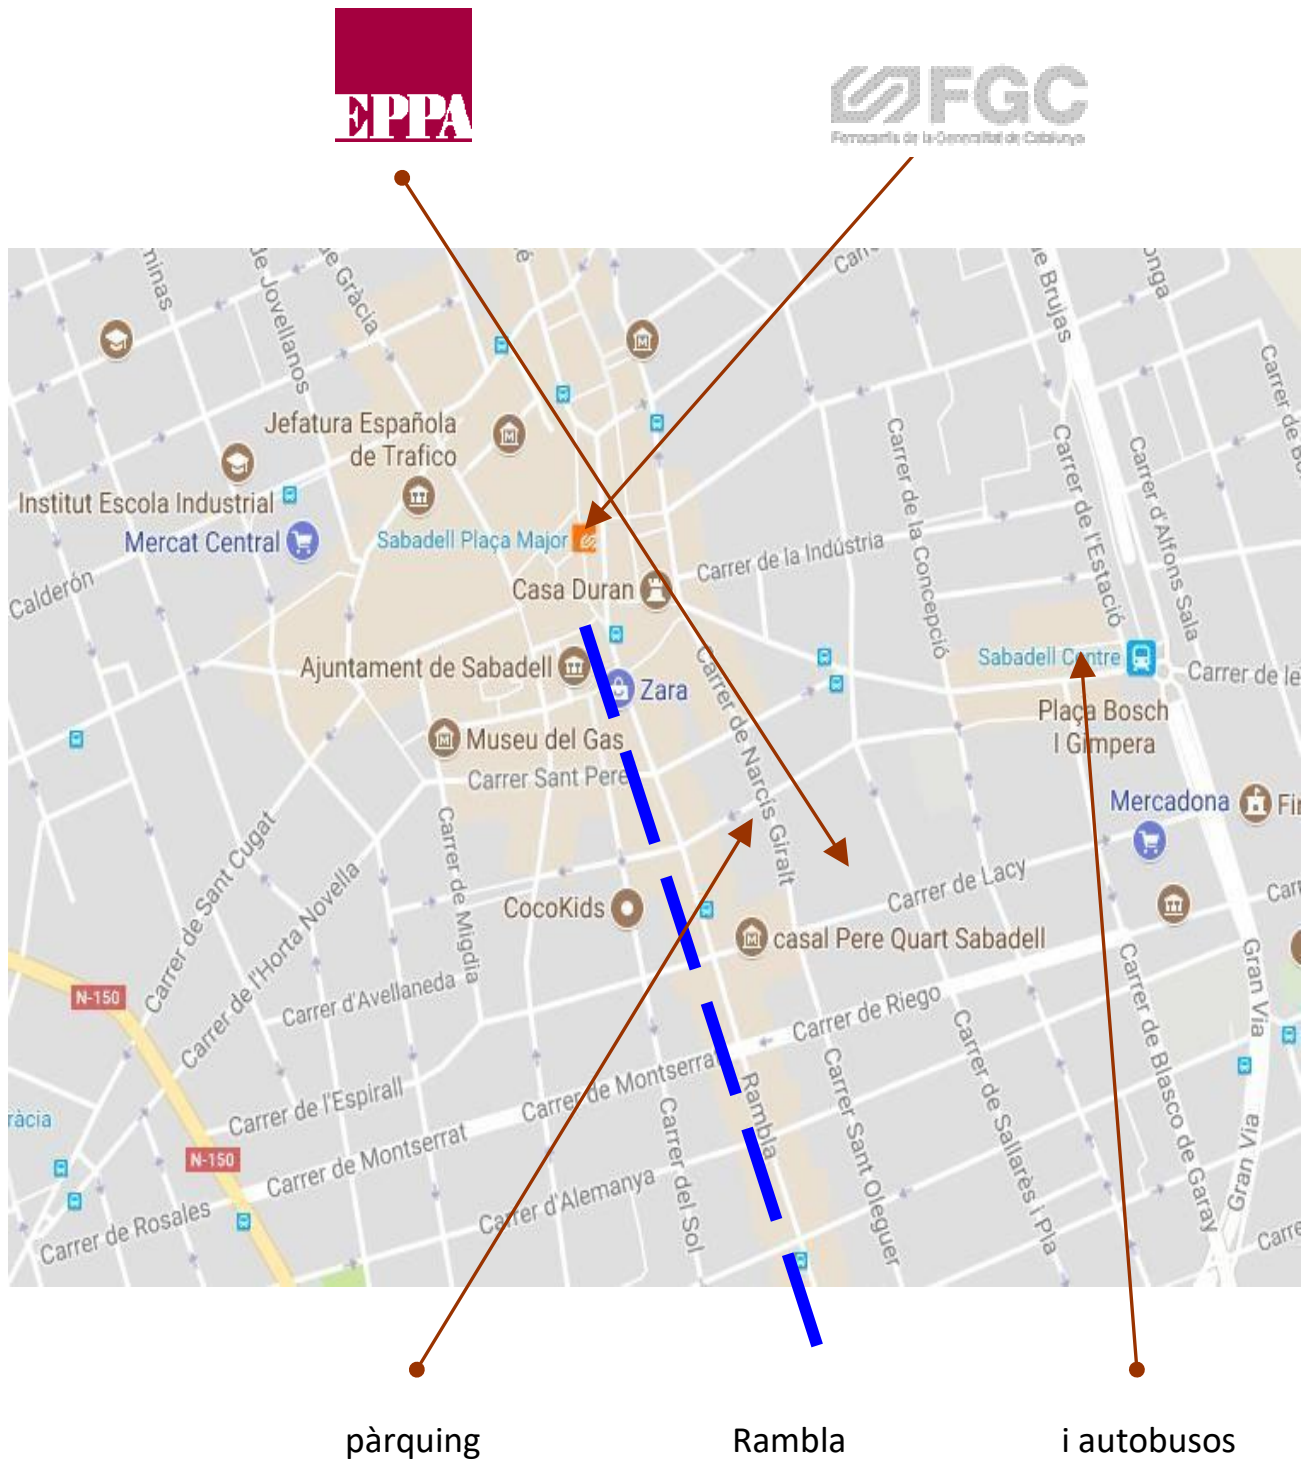 EPPA
FGC
Ferrocarrils de la Generalitat de Catalunya
de Gràcia
de Jovellanos
de Brujas
Carrer de la Concepció
Carrer de l'Estació
Carrer d'Alfons Sala
Jefatura Española
de Trafico
Institut Escola Industrial
Mercat Central
Sabadell Plaça Major
Carrer de la Indústria
Calderón
Casa Duran
Ajuntament de Sabadell
Zara
Sabadell Centre
Carrer de le
Plaça Bosch
I Gimpera
Museu del Gas
Carrer Sant Pere
Carrer de Narcís Giralt
Mercadona
Fir
Carrer de Sant Cugat
Carrer de l'Horta Novella
Carrer de Migdia
CocoKids
Carrer de Lacy
casal Pere Quart Sabadell
N-150
Carrer d'Avellaneda
Carrer de Riego
Gran Via
Carrer de Blasco de Garay
Carrer de l'Espirall
Carrer de Montserrat
Rambla
Carrer Sant Oleguer
Carrer de Sallarès i Pla
ràcia
N-150
Carrer de Montserrat
Carrer d'Alemanya
Carrer del Sol
Gran Via
Carrer de Rosales
Carre
pàrquing
Rambla
i autobusos